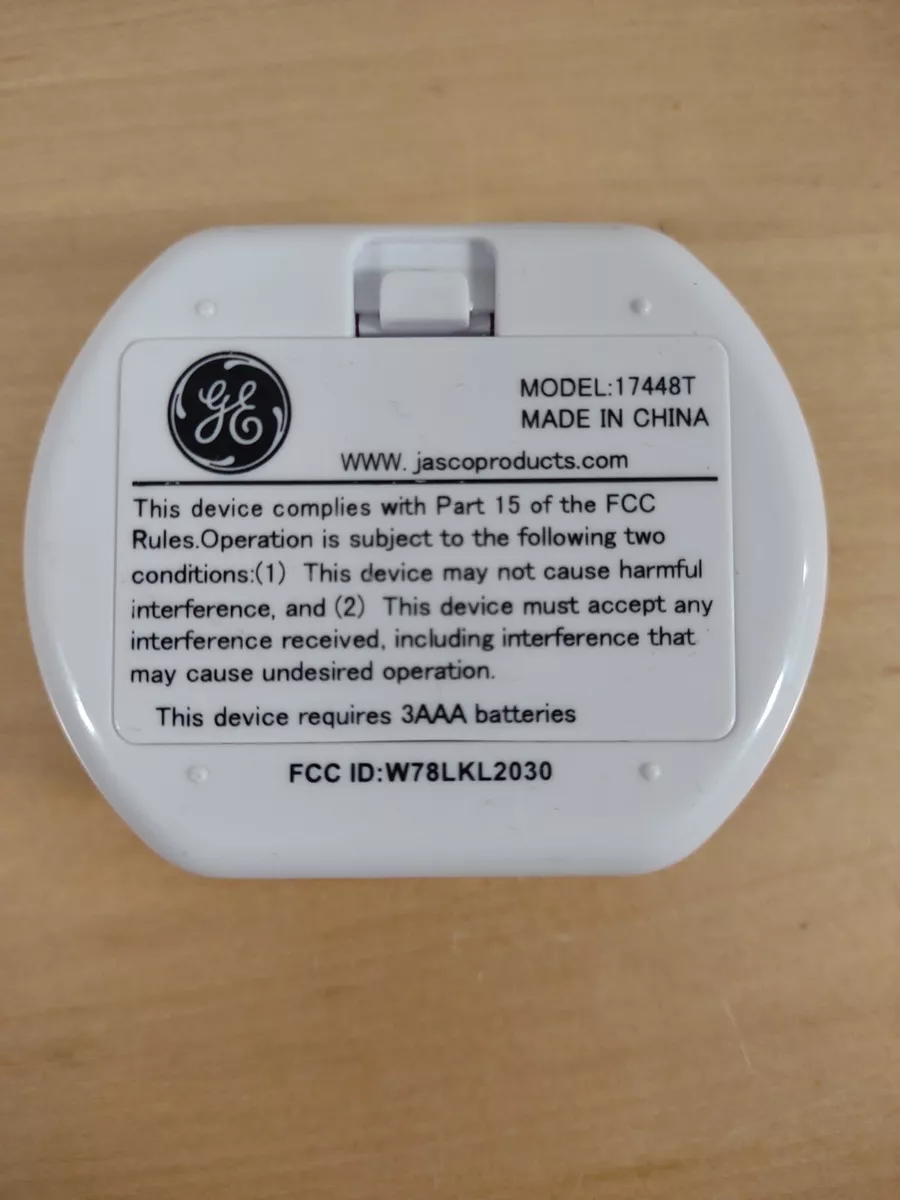 GE
MODEL:17448T
MADE IN CHINA
WWW. jascoproducts.com
This device complies with Part 15 of the FCC
Rules.Operation is subject to the following two
conditions:(1) This device may not cause harmful
interference, and (2) This device must accept any
interference received, including interference that
may cause undesired operation.
This device requires 3AAA batteries
FCC ID:W78LKL2030